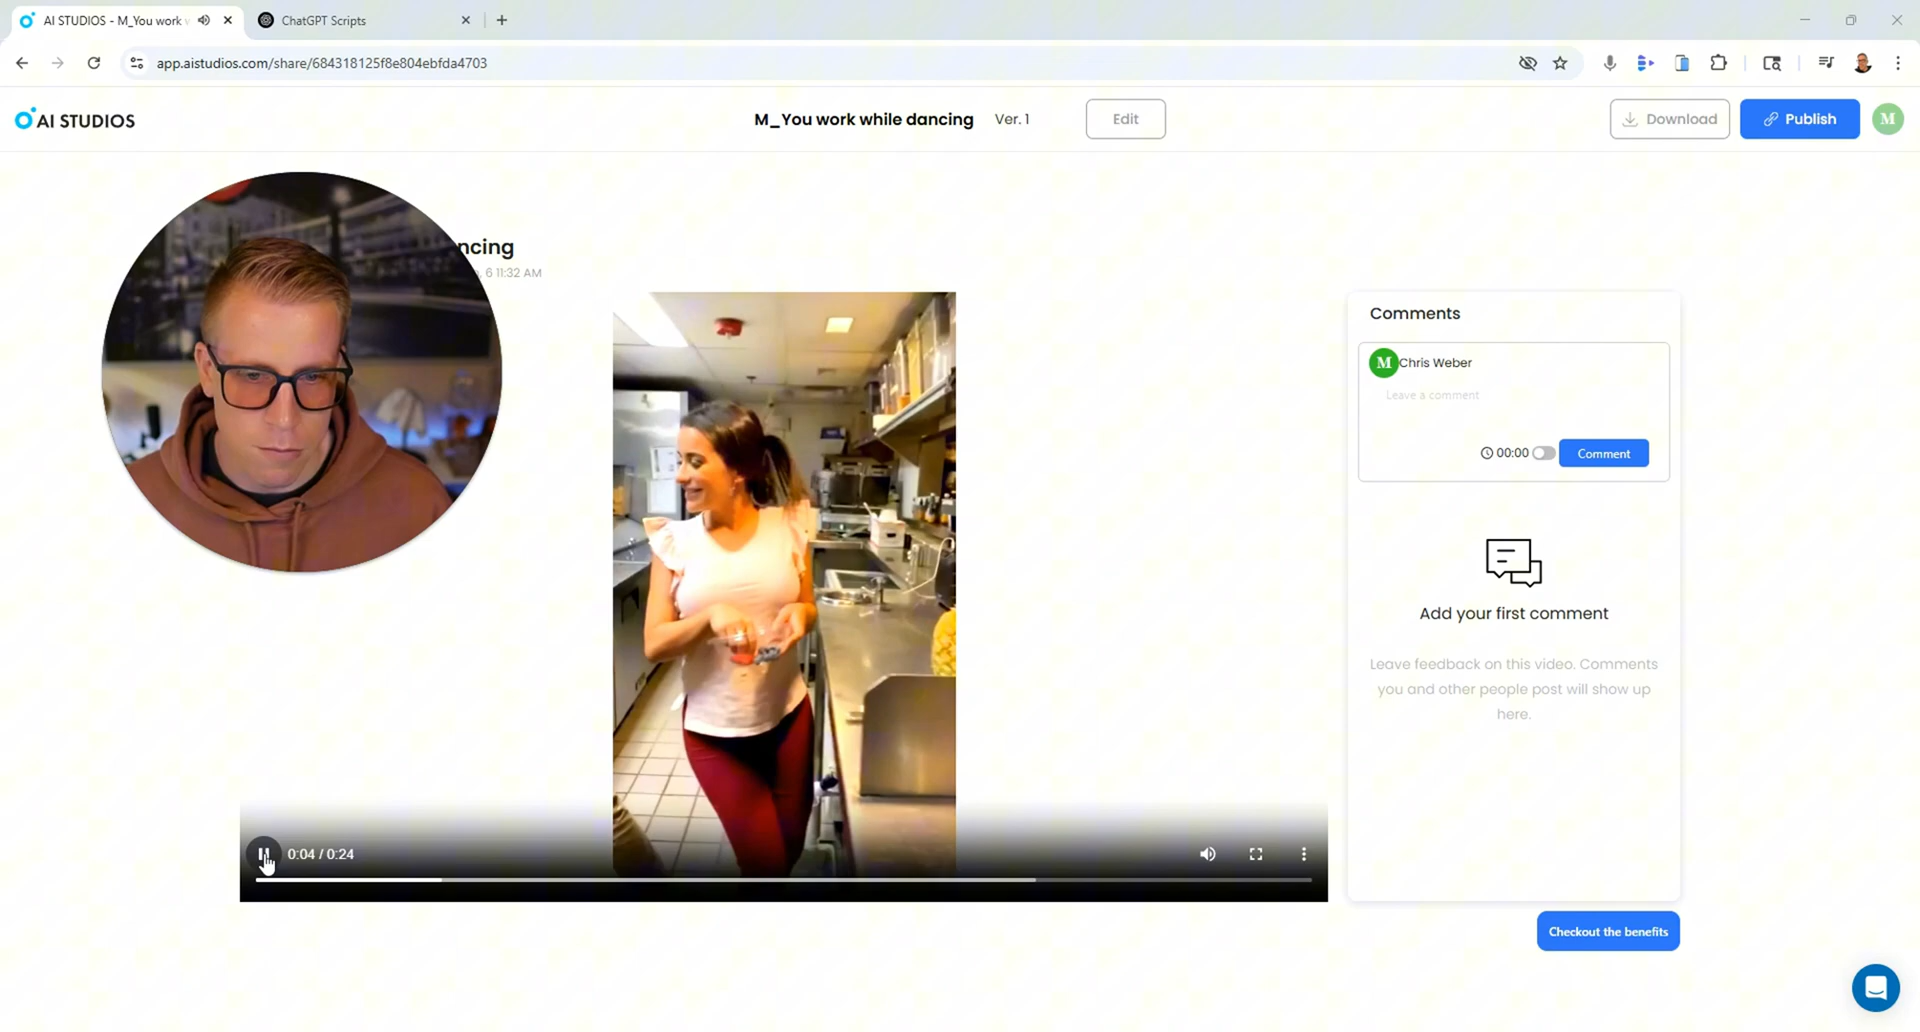 AI STUDIOS - M_You work w
ChatGPT Scripts
app.aistudios.com/share/684318125f8e804ebfda4703
AI STUDIOS
M_You work while dancing
Ver. 1
Edit
Download
Publish
M
ncing
6 11:32 AM
Comments
M Chris Weber
Leave a comment
00:00
Comment
Add your first comment
Leave feedback on this video. Comments
you and other people post will show up
here.
0:04 / 0:24
Checkout the benefits